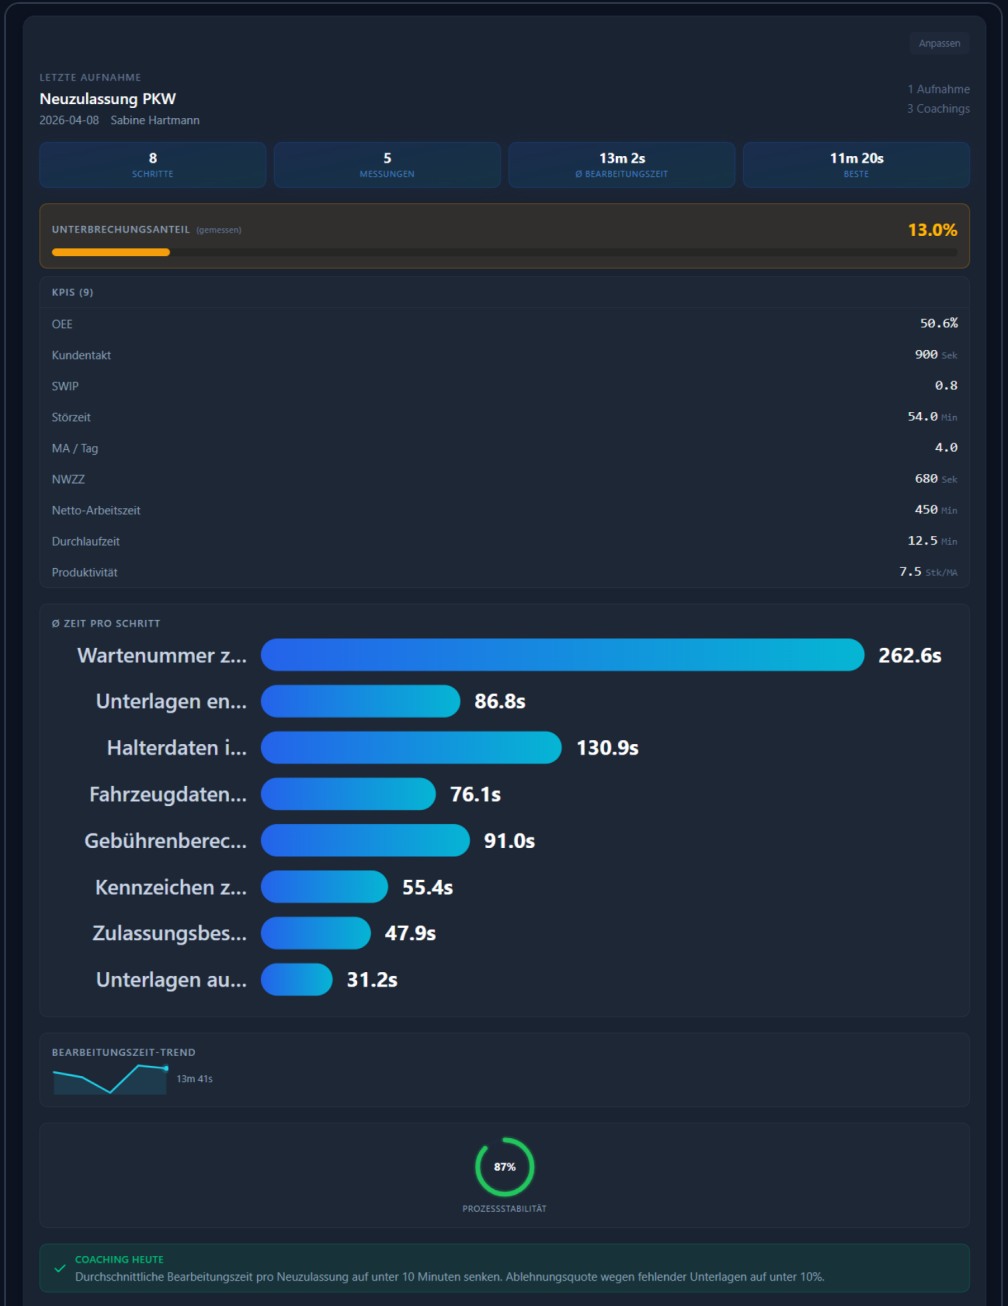 Anpassen
LETZTE AUFNAHME
Neuzulassung PKW
2026-04-08 Sabine Hartmann
1 Aufnahme
3 Coachings
8
SCHRITTE
5
MESSUNGEN
13m 2s
Ø BEARBEITUNGSZEIT
11m 20s
BESTE
UNTERBRECHUNGSANTEIL (gemessen) 13.0%
KPIS (9)
OEE 50.6%
Kundentakt 900 Sek
SWIP 0.8
Störzeit 54.0 Min
MA / Tag 4.0
NWZZ 680 Sek
Netto-Arbeitszeit 450 Min
Durchlaufzeit 12.5 Min
Produktivität 7.5 Stk/MA
Ø ZEIT PRO SCHRITT
Wartenummer z... 262.6s
Unterlagen en... 86.8s
Halterdaten i... 130.9s
Fahrzeugdaten... 76.1s
Gebührenberec... 91.0s
Kennzeichen z... 55.4s
Zulassungsbes... 47.9s
Unterlagen au... 31.2s
BEARBEITUNGSZEIT-TREND
13m 41s
87%
PROZESSSTABILITÄT
COACHING HEUTE
Durchschnittliche Bearbeitungszeit pro Neuzulassung auf unter 10 Minuten senken. Ablehnungsquote wegen fehlender Unterlagen auf unter 10%.